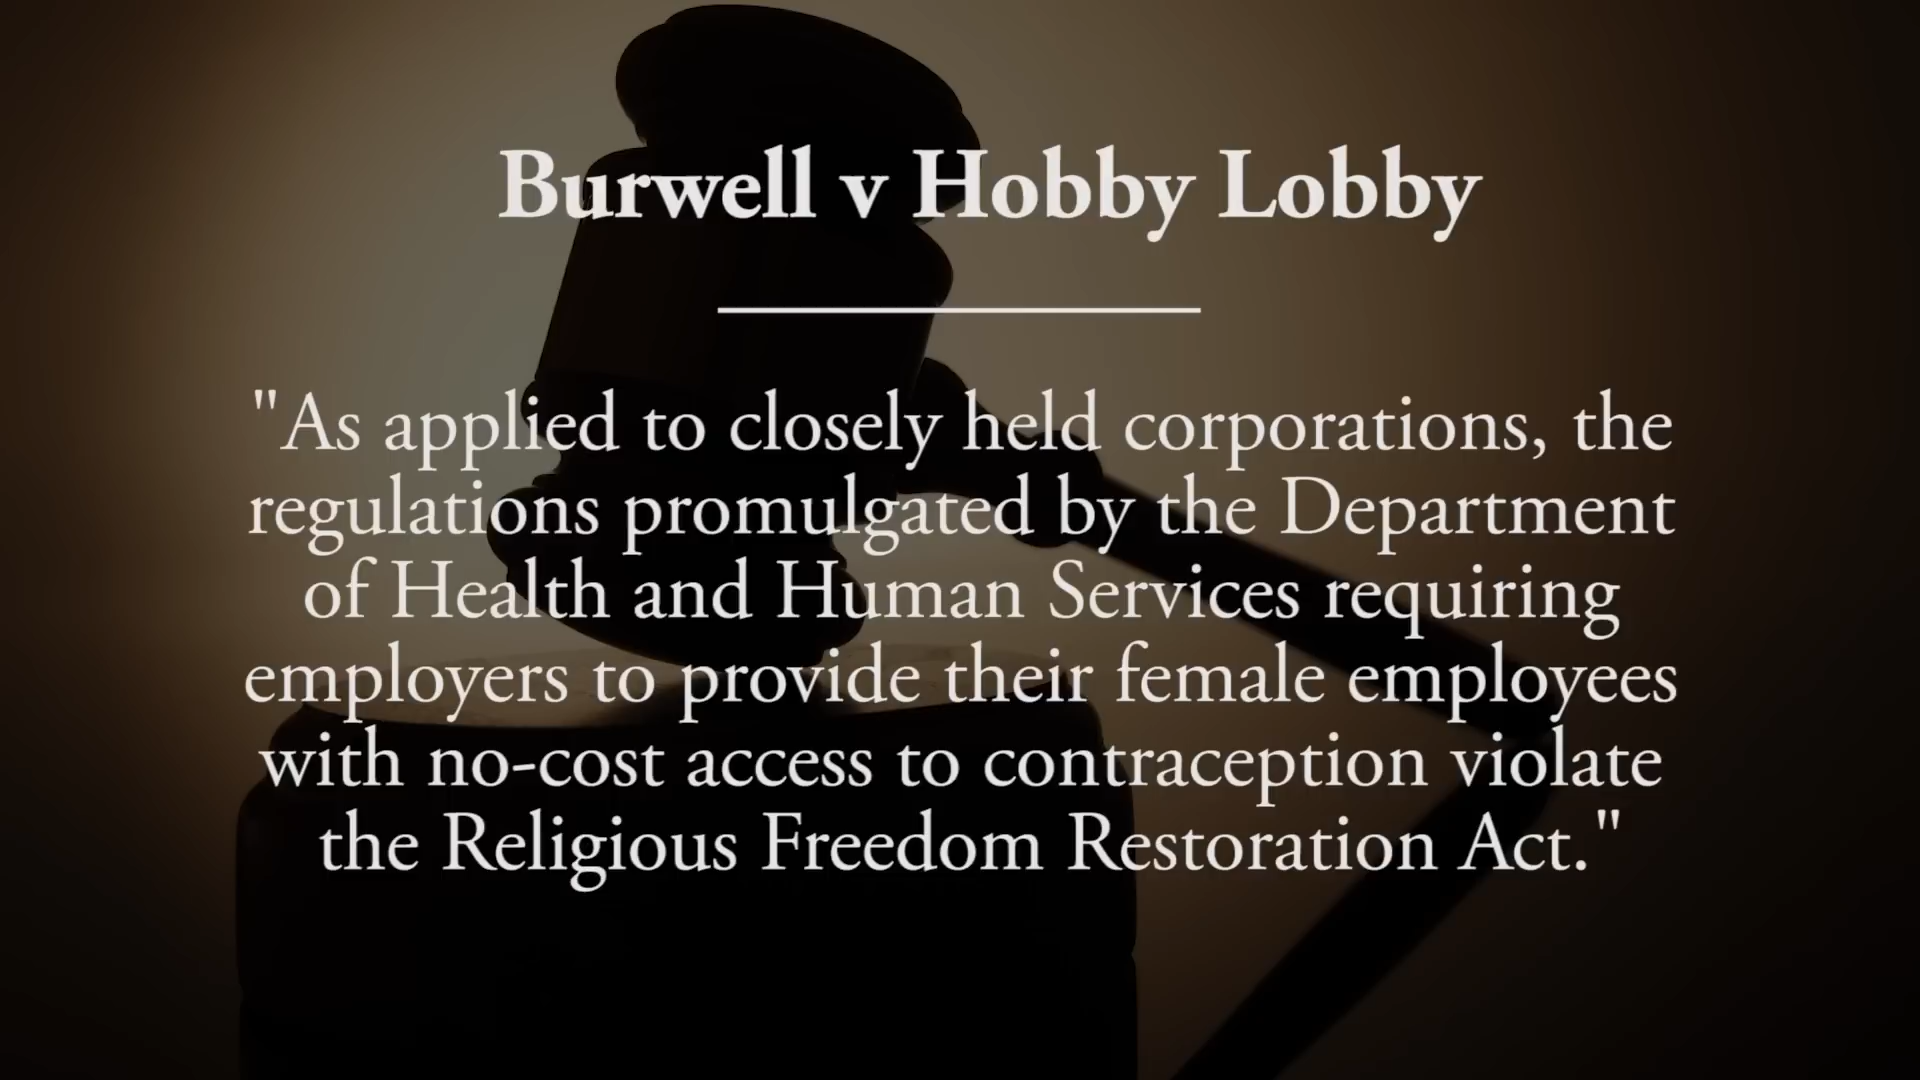 Burwell v Hobby Lobby
"As applied to closely held corporations, the
regulations promulgated by the Department
of Health and Human Services requiring
employers to provide their female employees
with no-cost access to contraception violate
the Religious Freedom Restoration Act."